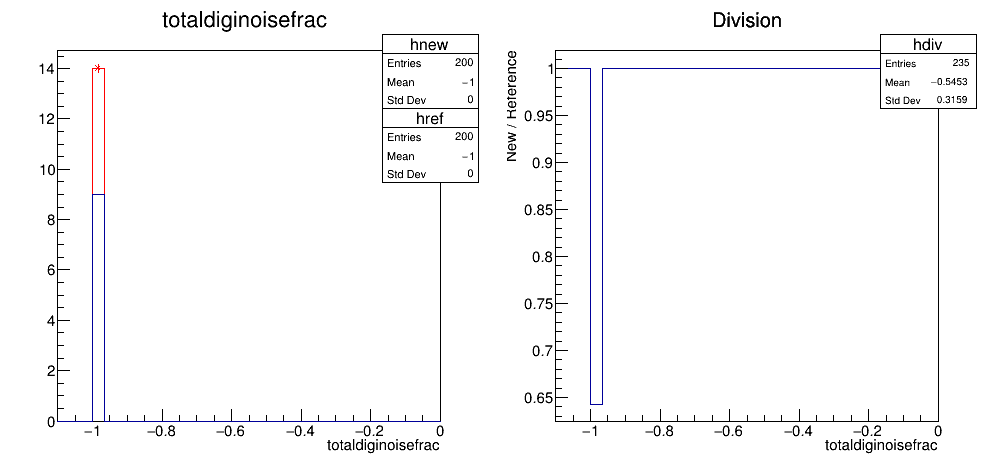 totaldiginoisefrac
hnew
Entries 200
Mean −1
Std Dev 0
href
Entries 200
Mean −1
Std Dev 0
14
12
10
8
6
4
2
0
−1 −0.8 −0.6 −0.4 −0.2 0
totaldiginoisefrac
Division
hdiv
Entries 235
Mean −0.5453
Std Dev 0.3159
New / Reference
1
0.95
0.9
0.85
0.8
0.75
0.7
0.65
−1 −0.8 −0.6 −0.4 −0.2 0
totaldiginoisefrac